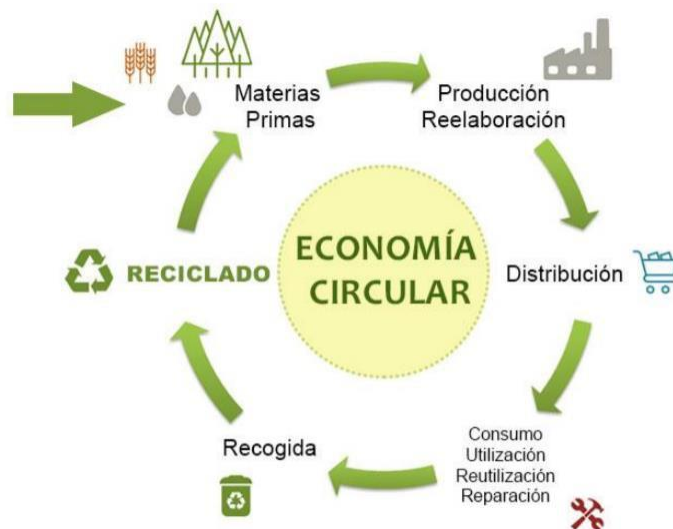 Materias
Primas
Producción
Reelaboración
ECONOMÍA
CIRCULAR
RECICLADO
Distribución
Recogida
Consumo
Utilización
Reutilización
Reparación